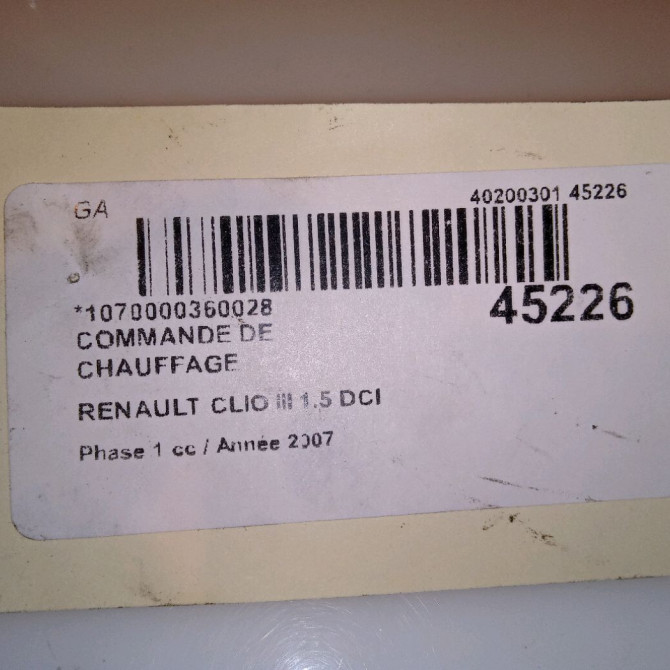 GA
40200301 45226
*1070000360028
45226
COMMANDE DE
CHAUFFAGE
RENAULT CLIO III 1.5 DCI
Phase 1 cc / Année 2007